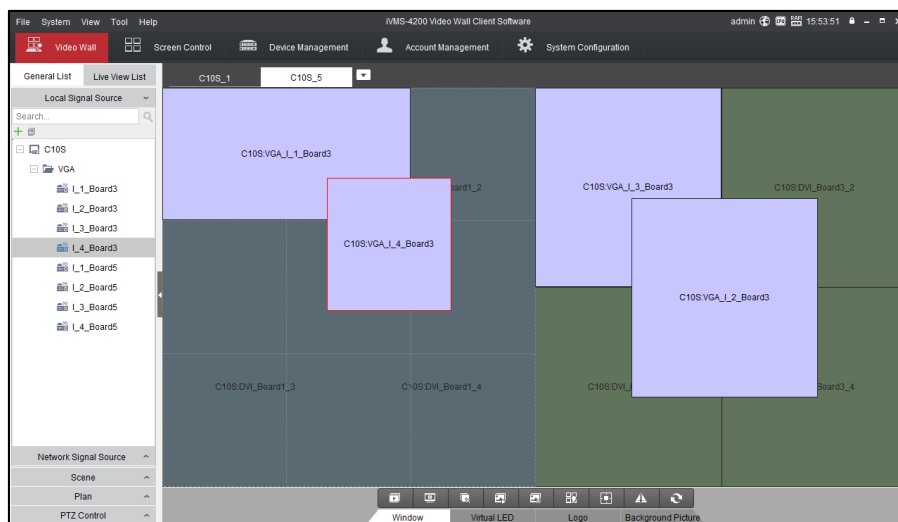 File System View Tool Help iVMS-4200 Video Wall Client Software admin 15:53:51
Video Wall Screen Control Device Management Account Management System Configuration
General List Live View List C10S_1 C10S_5
Local Signal Source
Search...
C10S
VGA
I_1_Board3
I_2_Board3
I_3_Board3
I_4_Board3
I_1_Board5
I_2_Board5
I_3_Board5
I_4_Board5
Network Signal Source
Scene
Plan
PTZ Control
C10S:VGA_I_1_Board3
ard1_2
C10S:VGA_I_3_Board3
C10S:DVI_Board3_2
C10S:VGA_I_4_Board3
C10S:VGA_I_2_Board3
C10S:DVI_Board1_3
C10S:DVI_Board1_4
C10S:DVI_
ard3_4
Window Virtual LED Logo Background Picture